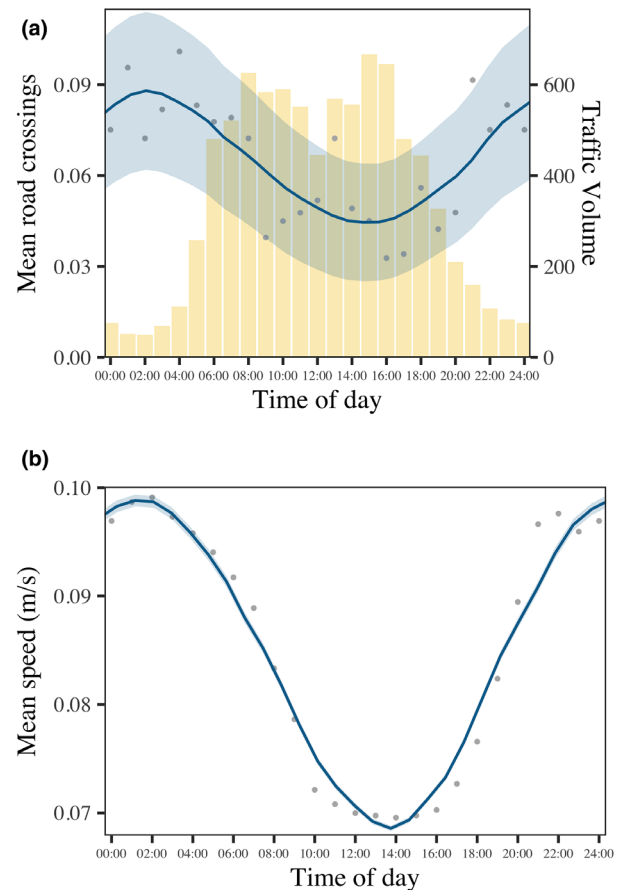 (a)
Mean road crossings
0.09
0.06
0.03
0.00
600
400
200
0
Traffic Volume
00:00 02:00 04:00 06:00 08:00 10:00 12:00 14:00 16:00 18:00 20:00 22:00 24:00
Time of day
(b)
Mean speed (m/s)
0.10
0.09
0.08
0.07
00:00 02:00 04:00 06:00 08:00 10:00 12:00 14:00 16:00 18:00 20:00 22:00 24:00
Time of day